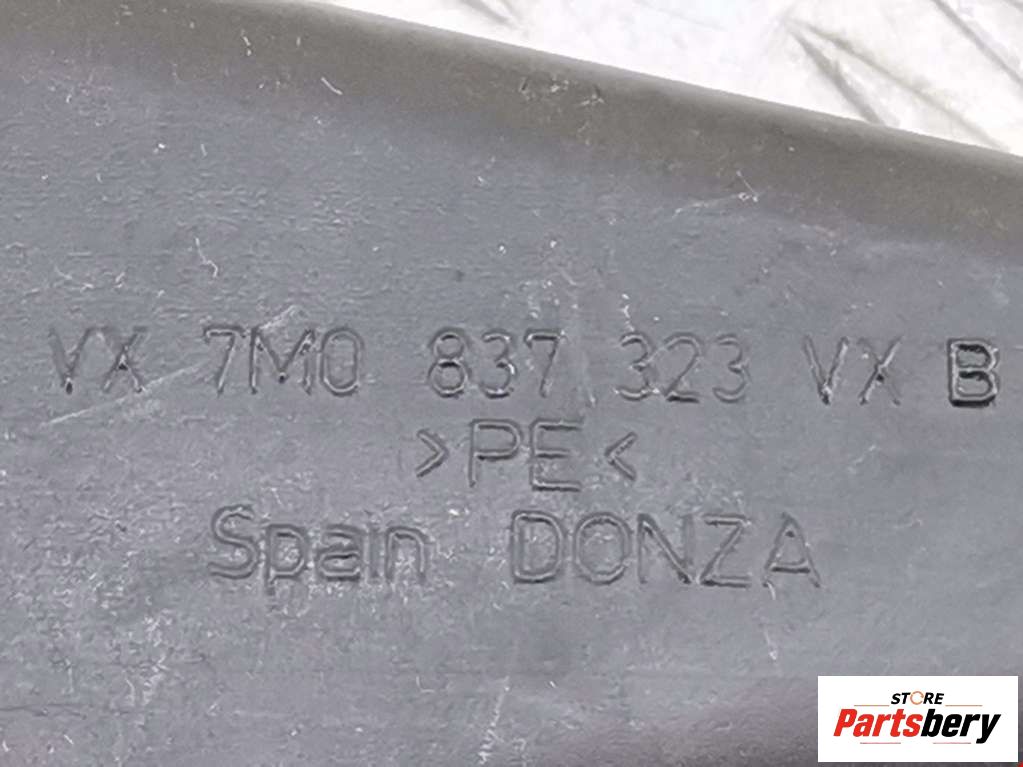 VX 7M0 837 323 VX B
>PE<
Spain DONZA
STORE
Partsbery